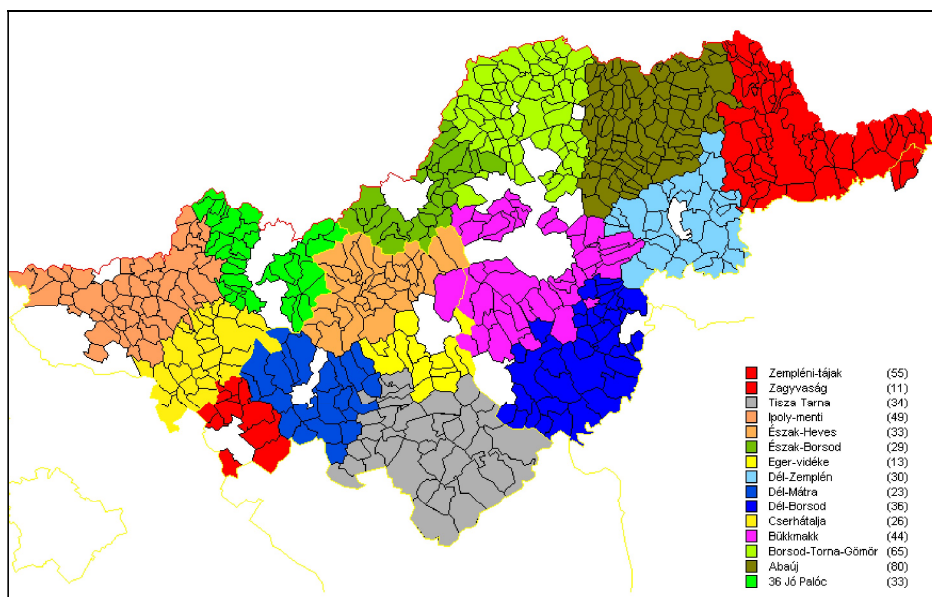 Zempléni-tájak (55)
Zagyvaság (11)
Tisza Tarna (34)
Ipoly-menti (49)
Észak-Heves (33)
Észak-Borsod (29)
Eger-vidéke (13)
Dél-Zemplén (30)
Dél-Mátra (23)
Dél-Borsod (36)
Cserhátalja (26)
Bükkmakk (44)
Borsod-Torna-Gömör (65)
Abaúj (80)
36 Jó Palóc (33)